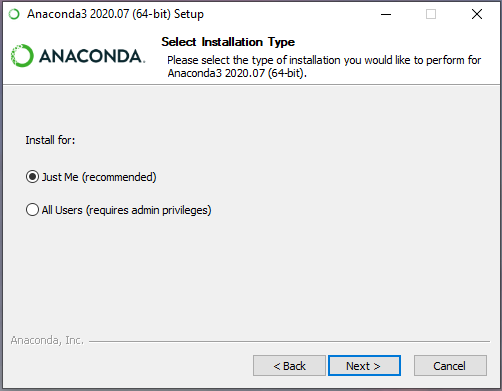 Anaconda3 2020.07 (64-bit) Setup
ANACONDA.
Select Installation Type
Please select the type of installation you would like to perform for
Anaconda3 2020.07 (64-bit).
Install for:
Just Me (recommended)
All Users (requires admin privileges)
Anaconda, Inc.
< Back
Next >
Cancel